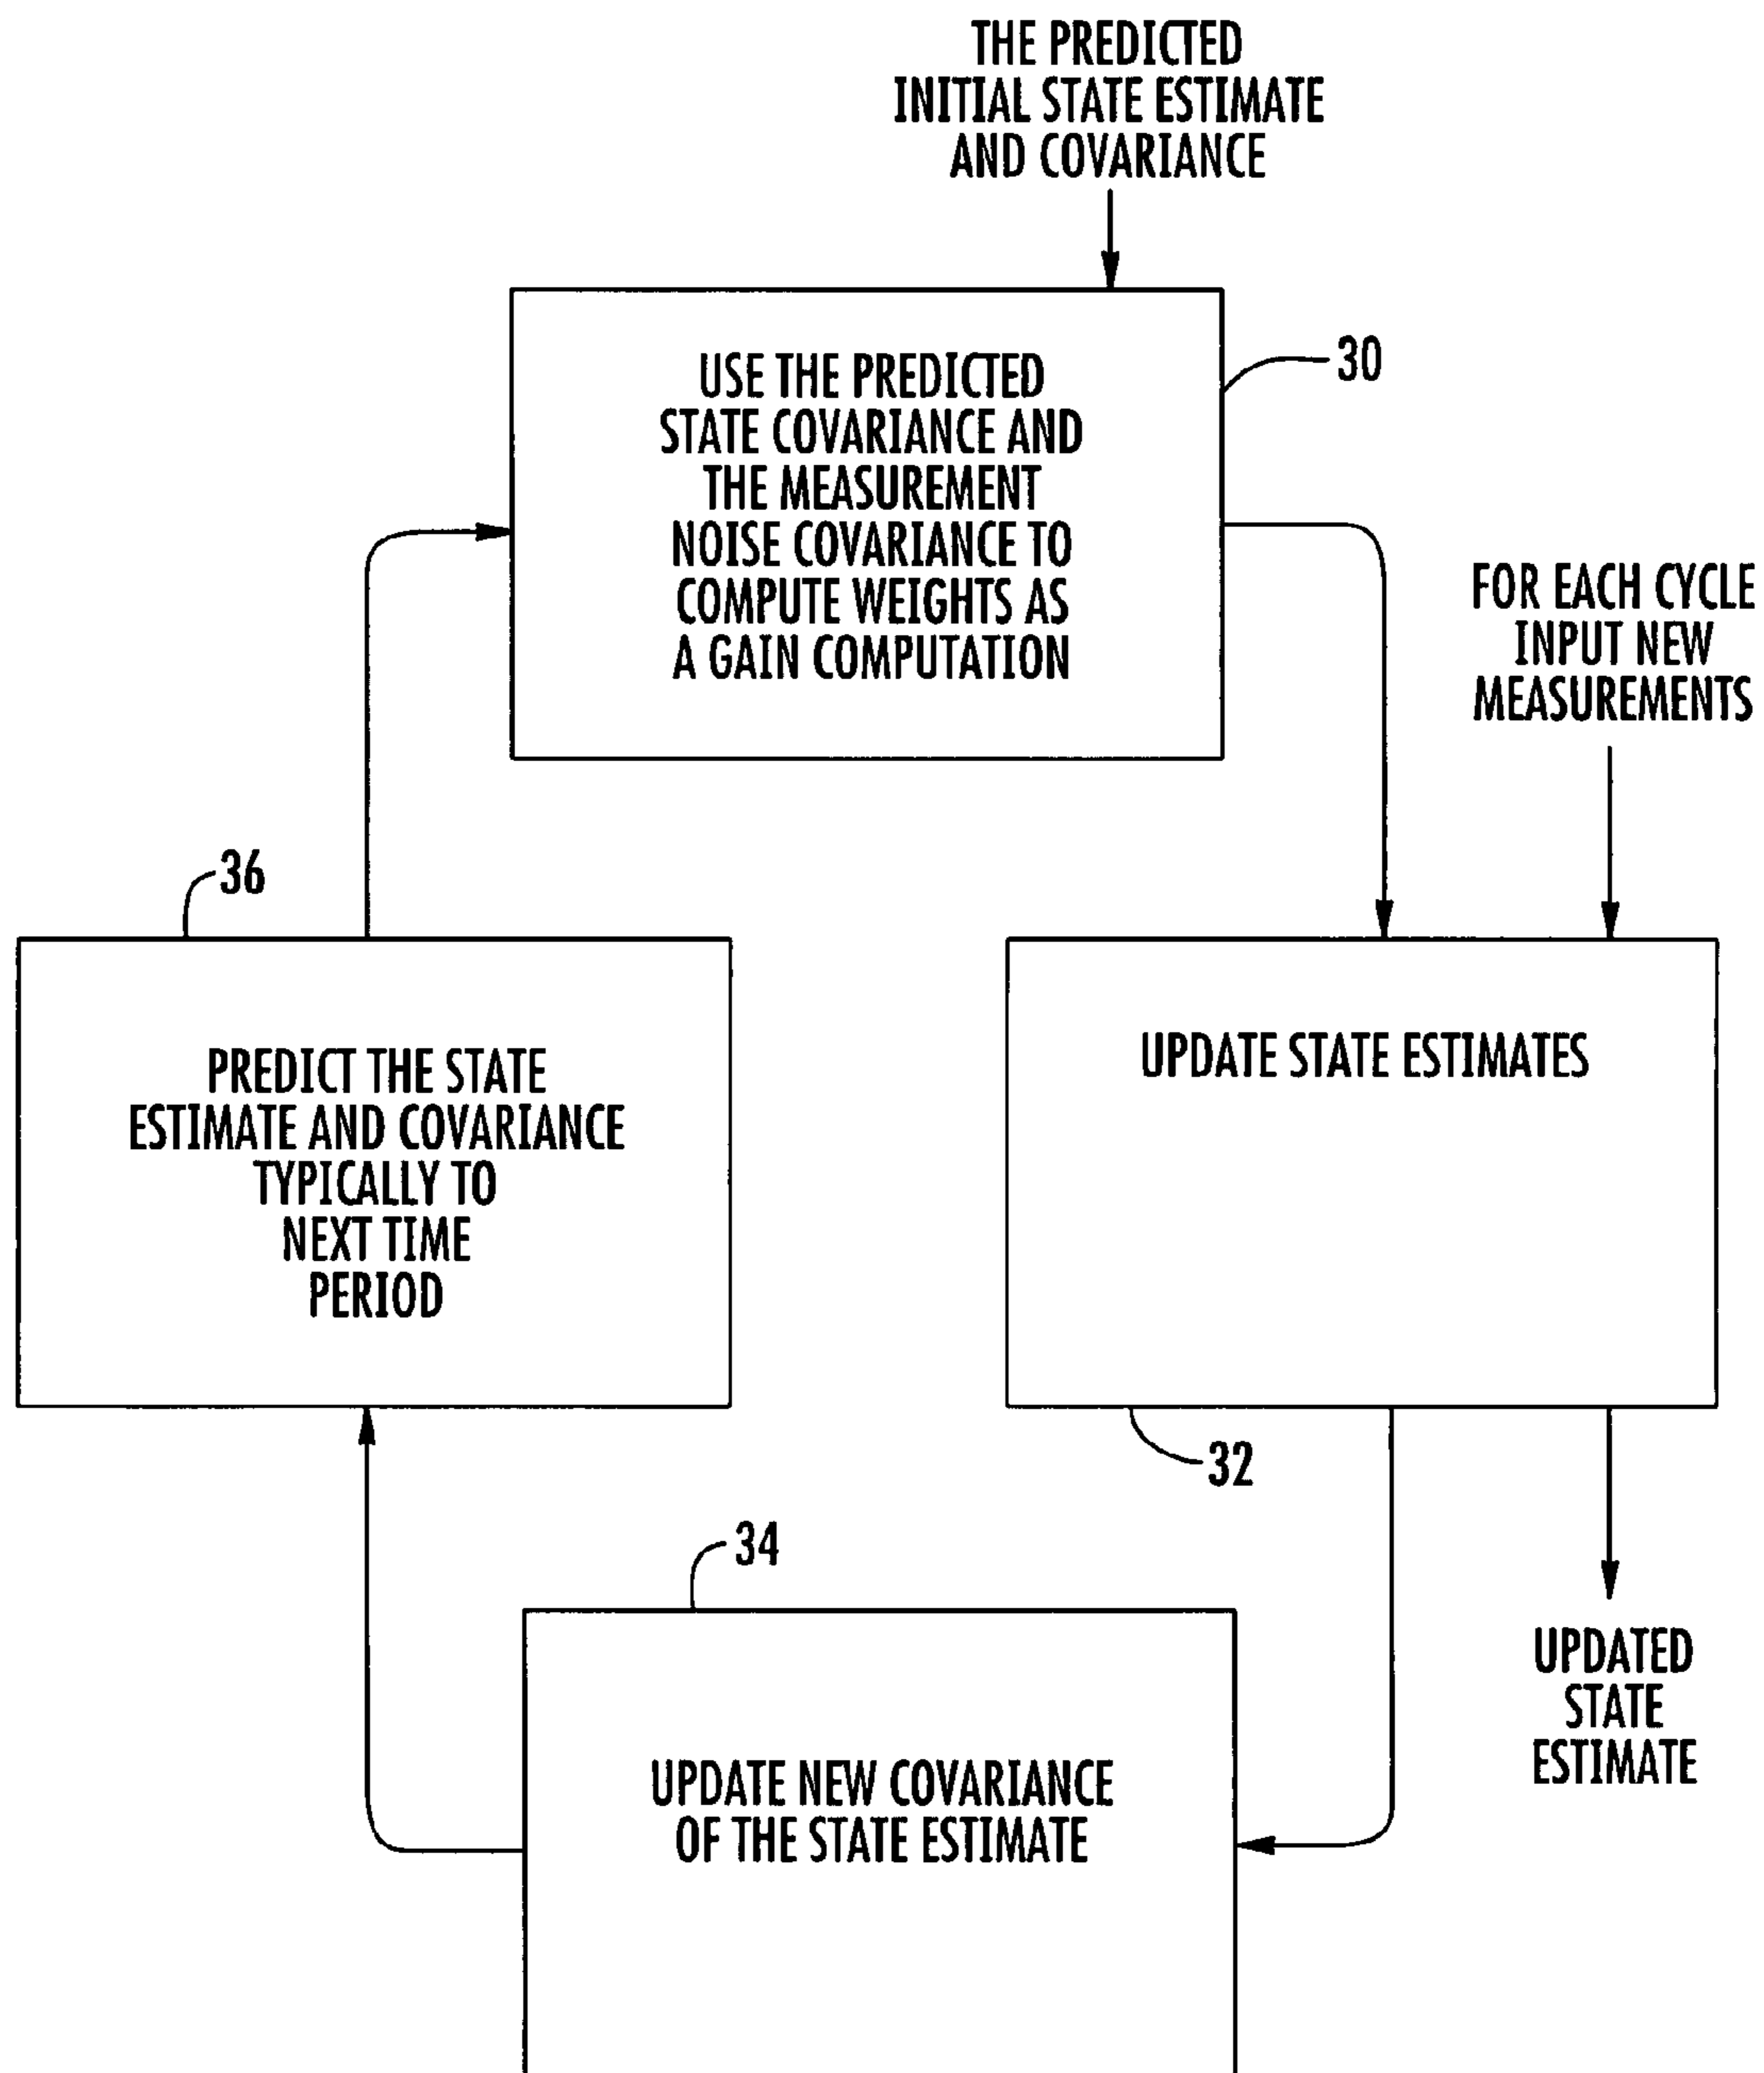 THE PREDICTED
INITIAL STATE ESTIMATE
AND COVARIANCE
USE THE PREDICTED
STATE COVARIANCE AND
THE MEASUREMENT
NOISE COVARIANCE TO
COMPUTE WEIGHTS AS
A GAIN COMPUTATION
30
FOR EACH CYCLE
INPUT NEW
MEASUREMENTS
36
PREDICT THE STATE
ESTIMATE AND COVARIANCE
TYPICALLY TO
NEXT TIME
PERIOD
UPDATE STATE ESTIMATES
32
34
UPDATE NEW COVARIANCE
OF THE STATE ESTIMATE
UPDATED
STATE
ESTIMATE